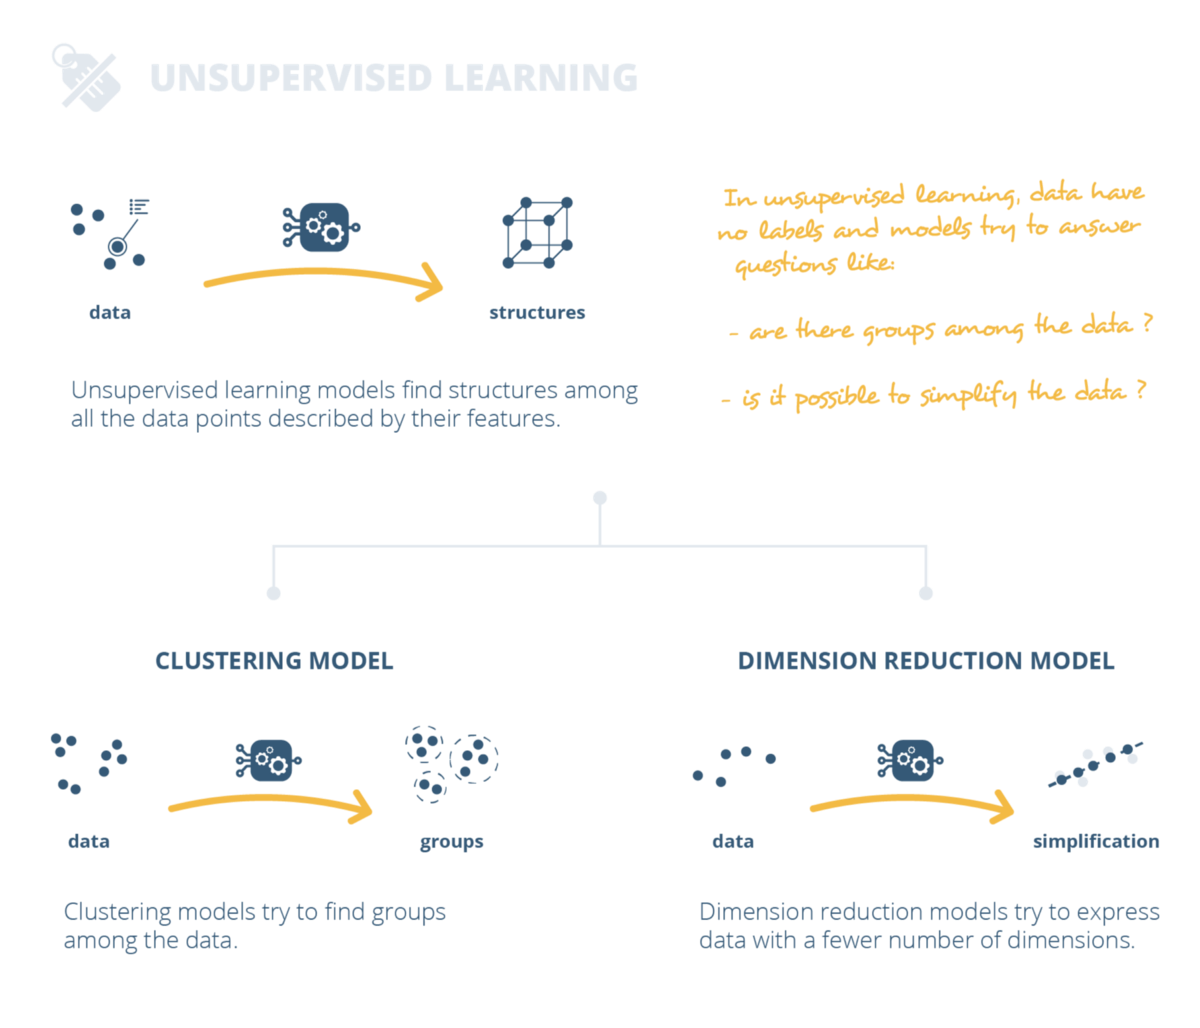 UNSUPERVISED LEARNING
data
structures
Unsupervised learning models find structures among
all the data points described by their features.
In unsupervised learning, data have
no labels and models try to answer
questions like:
- are there groups among the data ?
- is it possible to simplify the data ?
CLUSTERING MODEL
data
groups
Clustering models try to find groups
among the data.
DIMENSION REDUCTION MODEL
data
simplification
Dimension reduction models try to express
data with a fewer number of dimensions.